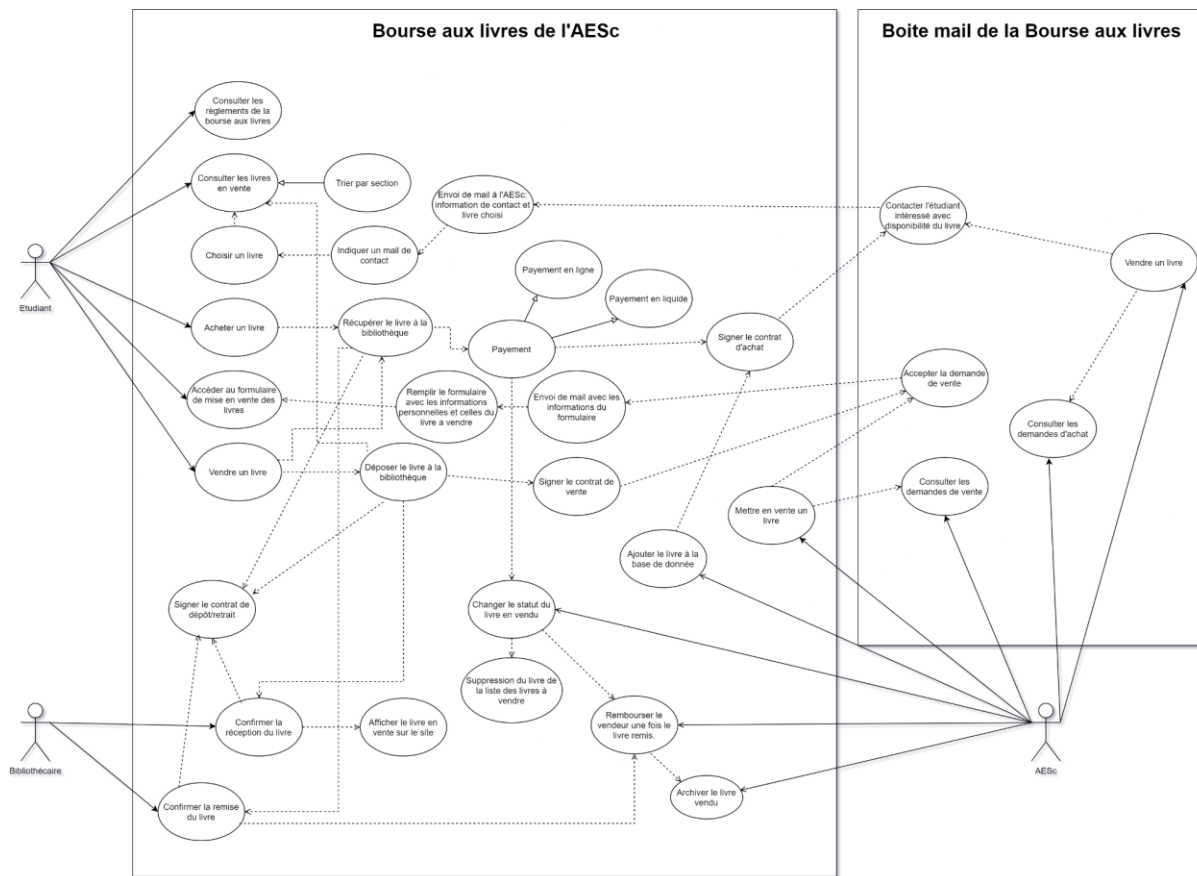 Bourse aux livres de l'AESc
Boite mail de la Bourse aux livres
Consulter les
règlements de la
bourse aux livres
Consulter les livres
en vente
Trier par section
Envoi de mail à l'AESc:
information de contact et
livre choisi
Contacter l'étudiant
intéressé avec
disponibilité du livre
Choisir un livre
Indiquer un mail de
contact
Vendre un livre
Payement en ligne
Payement en liquide
Etudiant
Acheter un livre
Récupérer le livre à la
bibliothèque
Payement
Signer le contrat
d'achat
Accéder au formulaire
de mise en vente des
livres
Remplir le formulaire
avec les informations
personnelles et celles du
livre a vendre
Envoi de mail avec les
informations du
formulaire
Accepter la demande
de vente
Consulter les
demandes d'achat
Vendre un livre
Déposer le livre à la
bibliothèque
Signer le contrat de
vente
Consulter les
demandes de vente
Mettre en vente un
livre
Ajouter le livre à la
base de donnée
Signer le contrat de
dépôt/retrait
Changer le statut du
livre en vendu
Suppression du livre de
la liste des livres à
vendre
Confirmer la
réception du livre
Afficher le livre en
vente sur le site
Rembourser le
vendeur une fois le
livre remis.
Bibliothécaire
AESc
Confirmer la remise
du livre
Archiver le livre
vendu